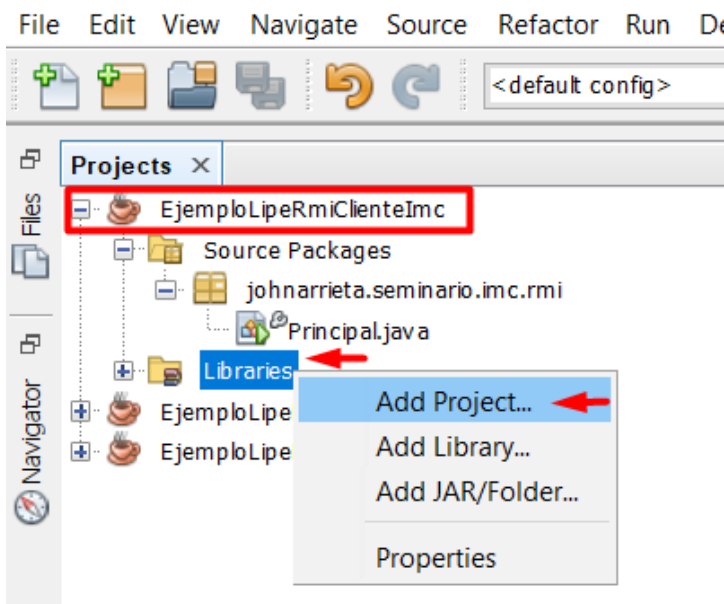 File Edit View Navigate Source Refactor Run De
<default config>
Projects
Files
EjemploLipeRmiClienteImc
Source Packages
johnarrieta.seminario.imc.rmi
Principal.java
Libraries
Navigator
EjemploLipe
EjemploLipe
Add Project...
Add Library...
Add JAR/Folder...
Properties